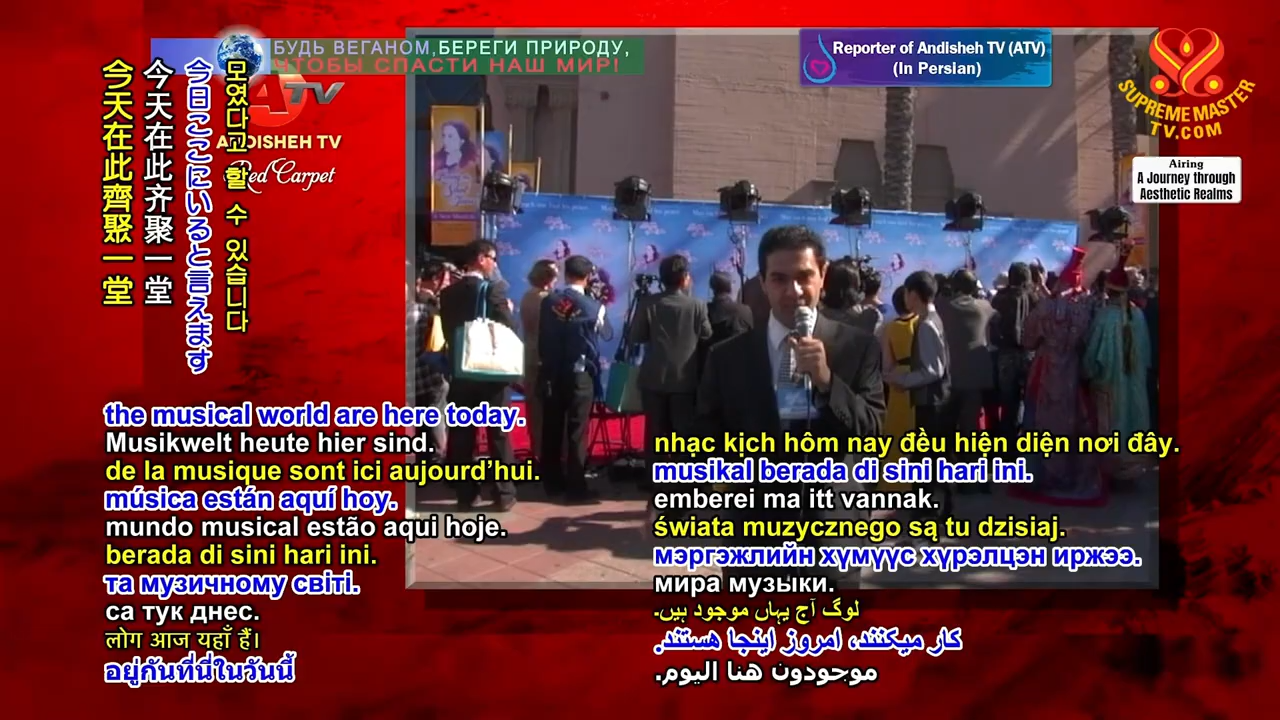 БУДЬ ВЕГАНОМ,БЕРЕГИ ПРИРОДУ,
ЧТОБЫ СПАСТИ НАШ МИР!
ATV
ANDISHEH TV
Red Carpet
Reporter of Andisheh TV (ATV)
(In Persian)
SUPREME MASTER
TV.COM
Airing
A Journey through
Aesthetic Realms
今天在此齊聚一堂
今天在此齐聚一堂
今日ここにいると言えます
모였다고 할 수 있습니다
the musical world are here today.
Musikwelt heute hier sind.
de la musique sont ici aujourd’hui.
música están aquí hoy.
mundo musical estão aqui hoje.
berada di sini hari ini.
та музичному світі.
са тук днес.
लोग आज यहाँ हैं।
อยู่กันที่นี่ในวันนี้
nhạc kịch hôm nay đều hiện diện nơi đây.
musikal berada di sini hari ini.
emberei ma itt vannak.
świata muzycznego są tu dzisiaj.
мэргэжлийн хүмүүс хүрэлцэн иржээ.
мира музыки.
لوگ آج یہاں موجود ہیں۔
کار میکنند، امروز اینجا هستند.
موجودون هنا اليوم.